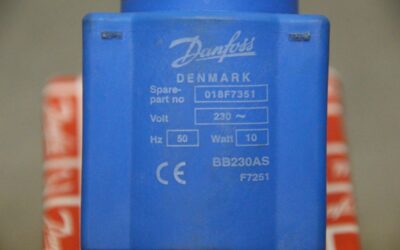 Danfoss
DENMARK
Spare-
part no 018F7351
Volt 230 ~
Hz 50 Watt 10
BB230AS
CE F7251